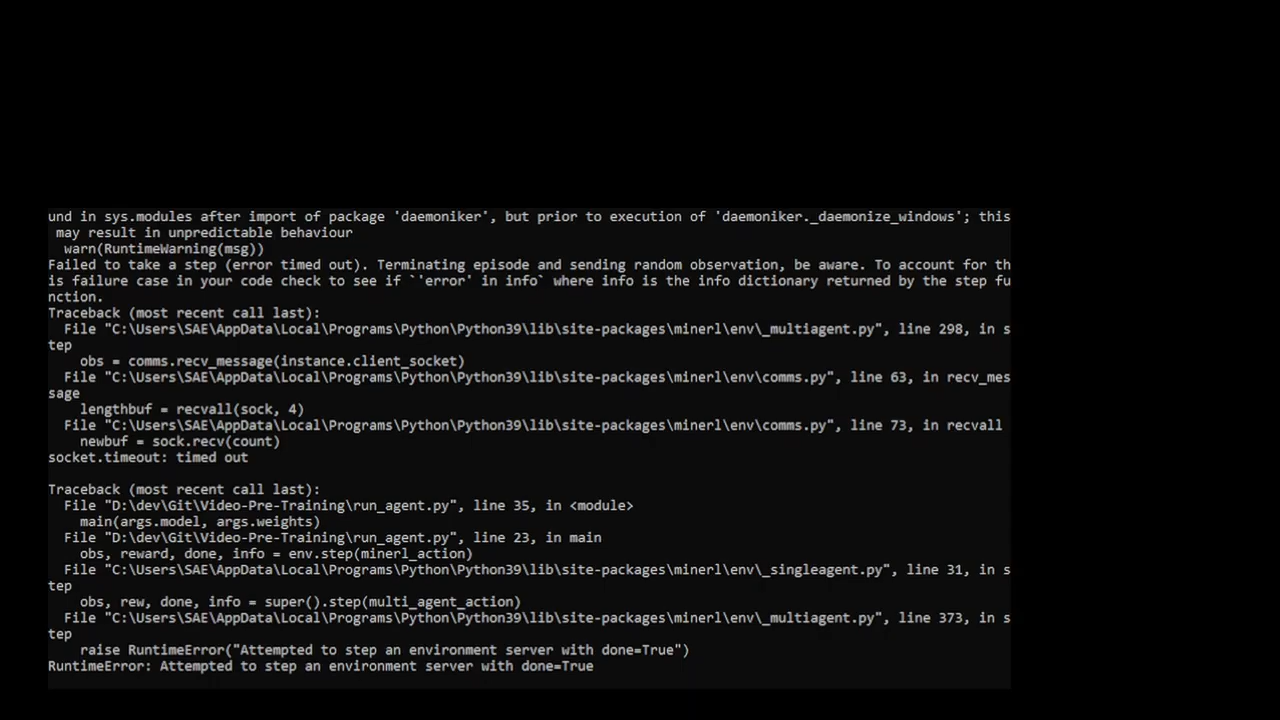 und in sys.modules after import of package 'daemoniker', but prior to execution of 'daemoniker._daemonize_windows'; this
 may result in unpredictable behaviour
  warn(RuntimeWarning(msg))
Failed to take a step (error timed out). Terminating episode and sending random observation, be aware. To account for th
is failure case in your code check to see if `'error' in info` where info is the info dictionary returned by the step fu
nction.
Traceback (most recent call last):
  File "C:\Users\SAE\AppData\Local\Programs\Python\Python39\lib\site-packages\minerl\env\_multiagent.py", line 298, in s
tep
    obs = comms.recv_message(instance.client_socket)
  File "C:\Users\SAE\AppData\Local\Programs\Python\Python39\lib\site-packages\minerl\env\comms.py", line 63, in recv_mes
sage
    lengthbuf = recvall(sock, 4)
  File "C:\Users\SAE\AppData\Local\Programs\Python\Python39\lib\site-packages\minerl\env\comms.py", line 73, in recvall
    newbuf = sock.recv(count)
socket.timeout: timed out

Traceback (most recent call last):
  File "D:\dev\Git\Video-Pre-Training\run_agent.py", line 35, in <module>
    main(args.model, args.weights)
  File "D:\dev\Git\Video-Pre-Training\run_agent.py", line 23, in main
    obs, reward, done, info = env.step(minerl_action)
  File "C:\Users\SAE\AppData\Local\Programs\Python\Python39\lib\site-packages\minerl\env\_singleagent.py", line 31, in s
tep
    obs, rew, done, info = super().step(multi_agent_action)
  File "C:\Users\SAE\AppData\Local\Programs\Python\Python39\lib\site-packages\minerl\env\_multiagent.py", line 373, in s
tep
    raise RuntimeError("Attempted to step an environment server with done=True")
RuntimeError: Attempted to step an environment server with done=True